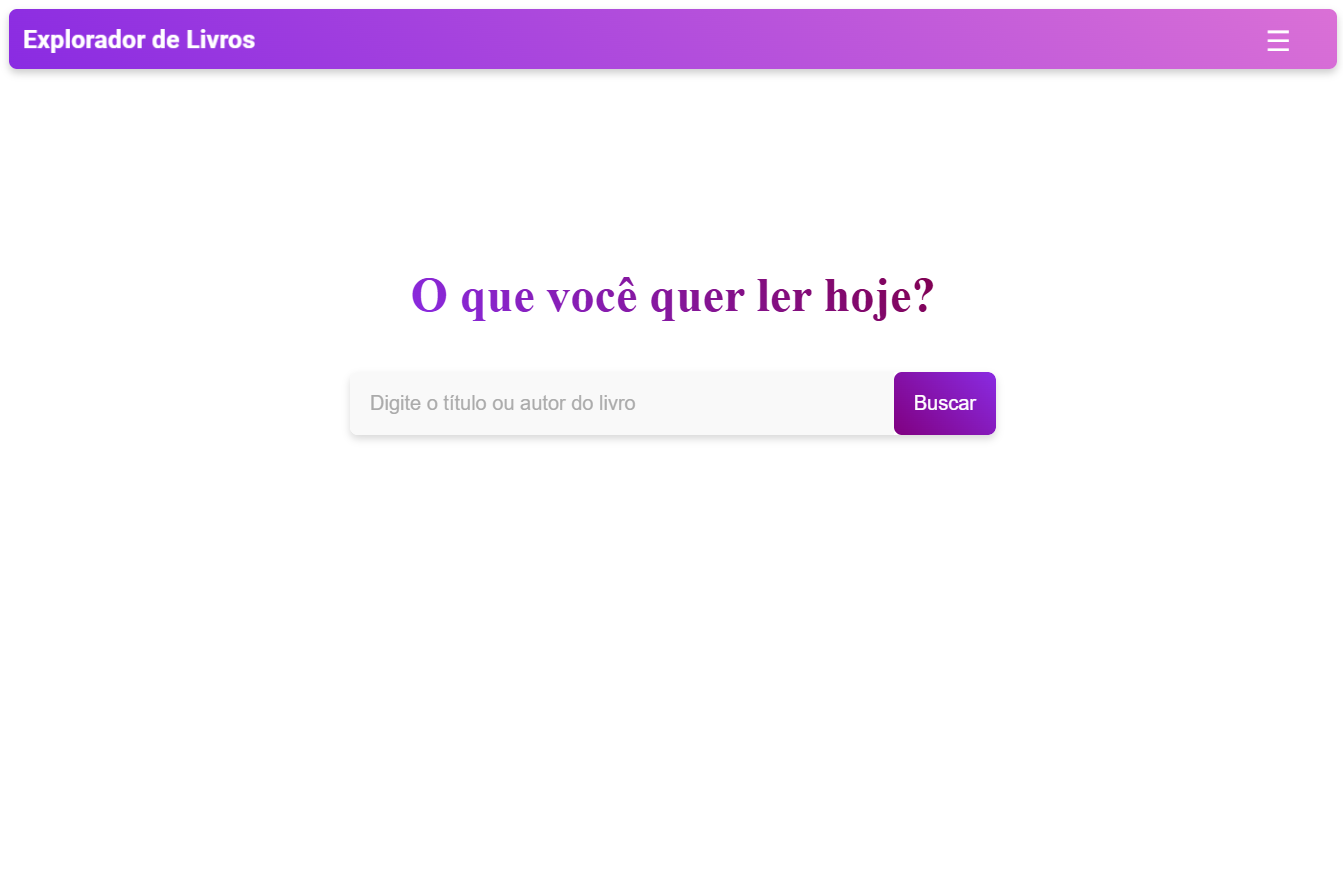 Explorador de Livros
☰
O que você quer ler hoje?
Digite o título ou autor do livro
Buscar